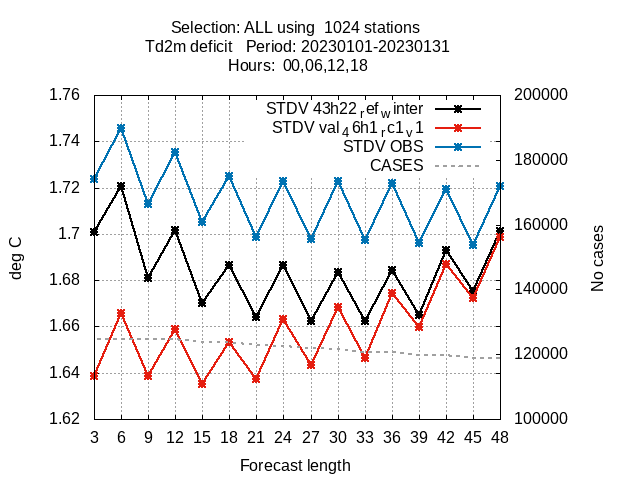 Selection: ALL using  1024 stations
Td2m deficit   Period: 20230101-20230131
Hours:  00,06,12,18
STDV 43h22refwinter
STDV val46h1rc1v1
STDV OBS
CASES
1.76
1.74
1.72
1.7
1.68
1.66
1.64
1.62
deg C
200000
180000
160000
140000
120000
100000
No cases
3 6 9 12 15 18 21 24 27 30 33 36 39 42 45 48
Forecast length